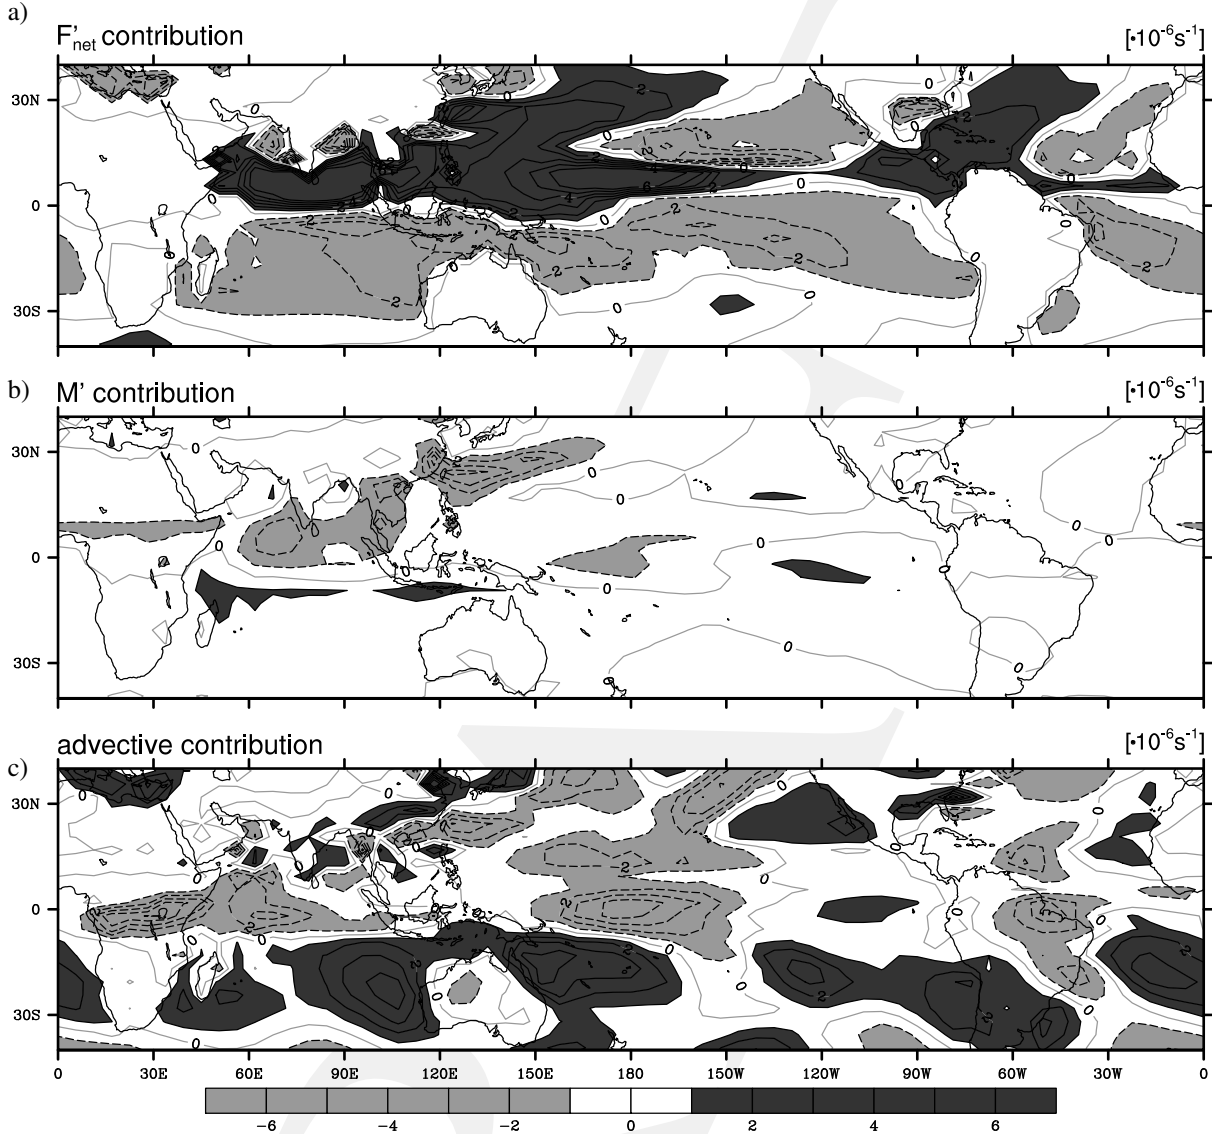 a)
F'net contribution [•10-6s-1]
30N
0
30S
b)
M' contribution [•10-6s-1]
30N
0
30S
advective contribution [•10-6s-1]
c)
30N
0
30S
0 30E 60E 90E 120E 150E 180 150W 120W 90W 60W 30W 0
-6 -4 -2 0 2 4 6